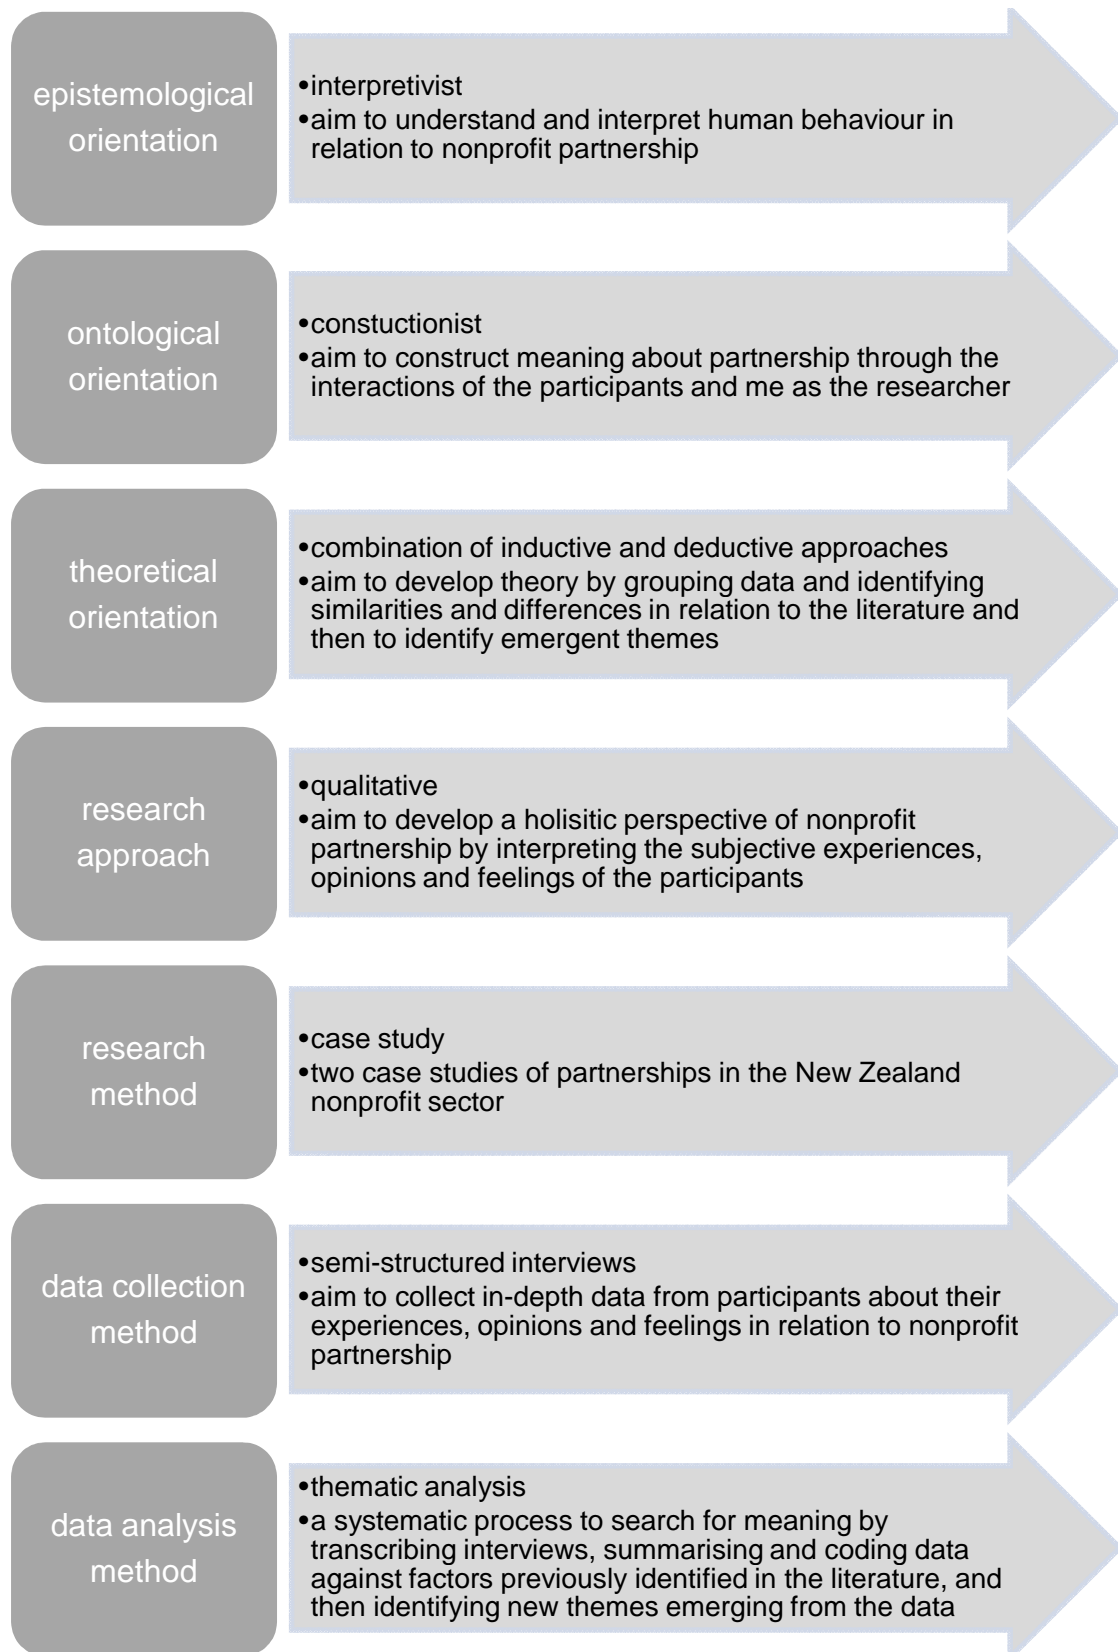 epistemological
orientation
•interpretivist
•aim to understand and interpret human behaviour in
relation to nonprofit partnership
ontological
orientation
•constuctionist
•aim to construct meaning about partnership through the
interactions of the participants and me as the researcher
theoretical
orientation
•combination of inductive and deductive approaches
•aim to develop theory by grouping data and identifying
similarities and differences in relation to the literature and
then to identify emergent themes
research
approach
•qualitative
•aim to develop a holisitic perspective of nonprofit
partnership by interpreting the subjective experiences,
opinions and feelings of the participants
research
method
•case study
•two case studies of partnerships in the New Zealand
nonprofit sector
data collection
method
•semi-structured interviews
•aim to collect in-depth data from participants about their
experiences, opinions and feelings in relation to nonprofit
partnership
data analysis
method
•thematic analysis
•a systematic process to search for meaning by
transcribing interviews, summarising and coding data
against factors previously identified in the literature, and
then identifying new themes emerging from the data